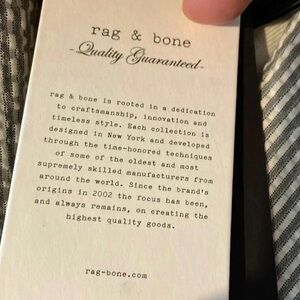 rag & bone
-Quality Guaranteed-
rag & bone is rooted in a dedication
to craftsmanship, innovation and
timeless style. Each collection is
designed in New York and developed
through the time-honored techniques
of some of the oldest and most
supremely skilled manufacturers from
around the world. Since the brand's
origins in 2002 the focus has been,
and always remains, on creating the
highest quality goods.
rag-bone.com